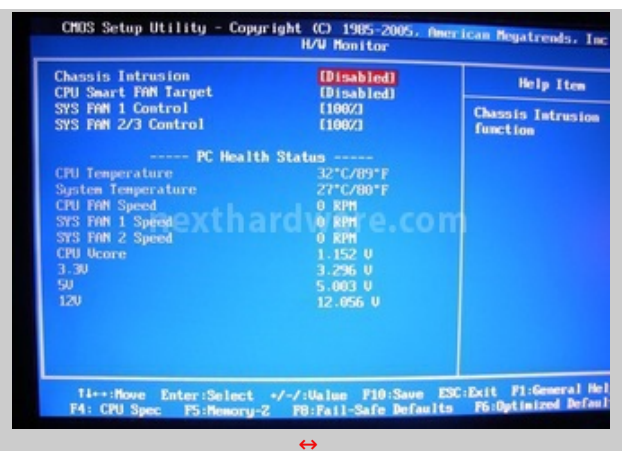 CMOS Setup Utility - Copyright (C) 1985-2005, American Megatrends, Inc
H/W Monitor
Chassis Intrusion [Disabled]
CPU Smart FAN Target [Disabled]
SYS FAN 1 Control [100%]
SYS FAN 2/3 Control [100%]
Help Item
Chassis Intrusion
function
----- PC Health Status -----
CPU Temperature 32°C/89°F
System Temperature 27°C/80°F
CPU FAN Speed 0 RPM
SYS FAN 1 Speed 0 RPM
SYS FAN 2 Speed 0 RPM
CPU Vcore 1.152 V
3.3V 3.296 V
5V 5.003 V
12V 12.056 V
nexthardware.com
↑↓←→:Move Enter:Select +/-/:Value F10:Save ESC:Exit F1:General Hel
F4: CPU Spec F5:Memory-Z F8:Fail-Safe Defaults F6:Optimized Defaul